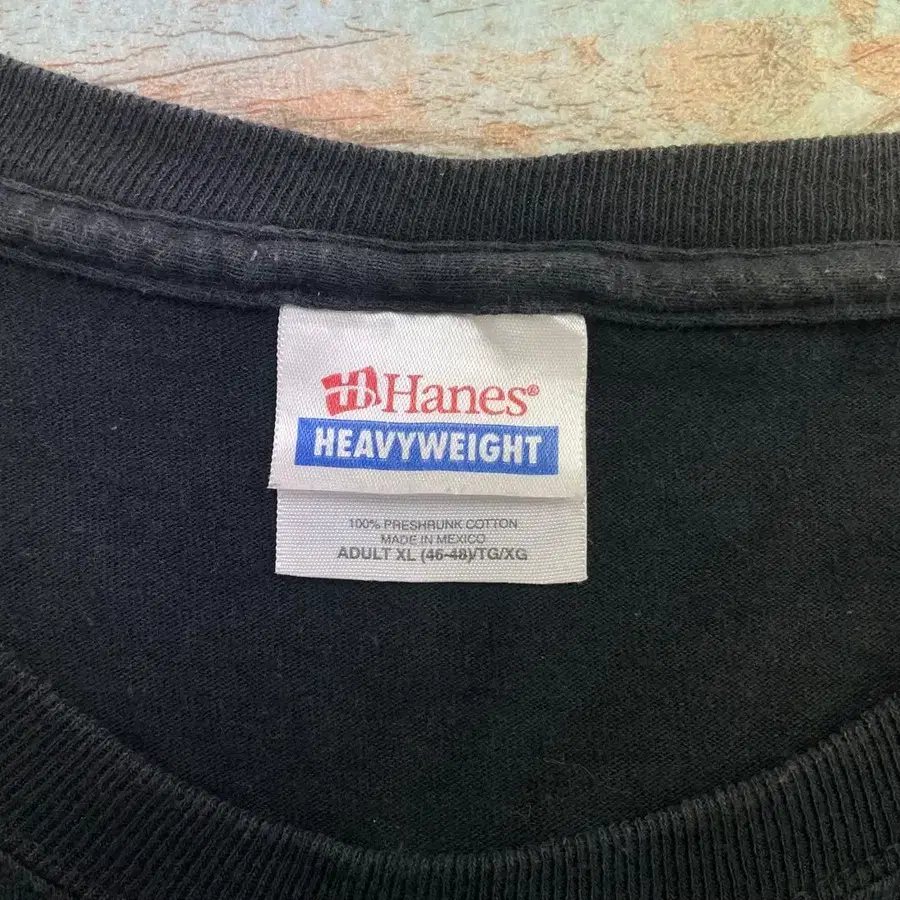 Hanes®
HEAVYWEIGHT
100% PRESHRUNK COTTON
MADE IN MEXICO
ADULT XL (46-48)/TG/XG